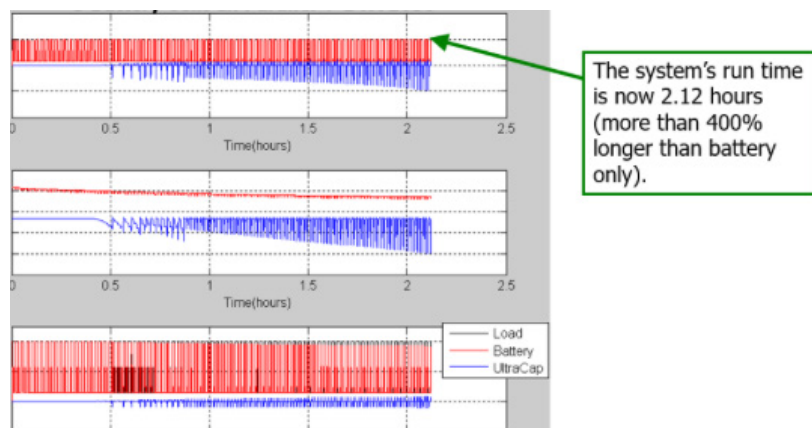 The system's run time
is now 2.12 hours
(more than 400%
longer than battery
only).
0 0.5 1 1.5 2 2.5
Time(hours)
0 0.5 1 1.5 2 2.5
Time(hours)
Load
Battery
UltraCap